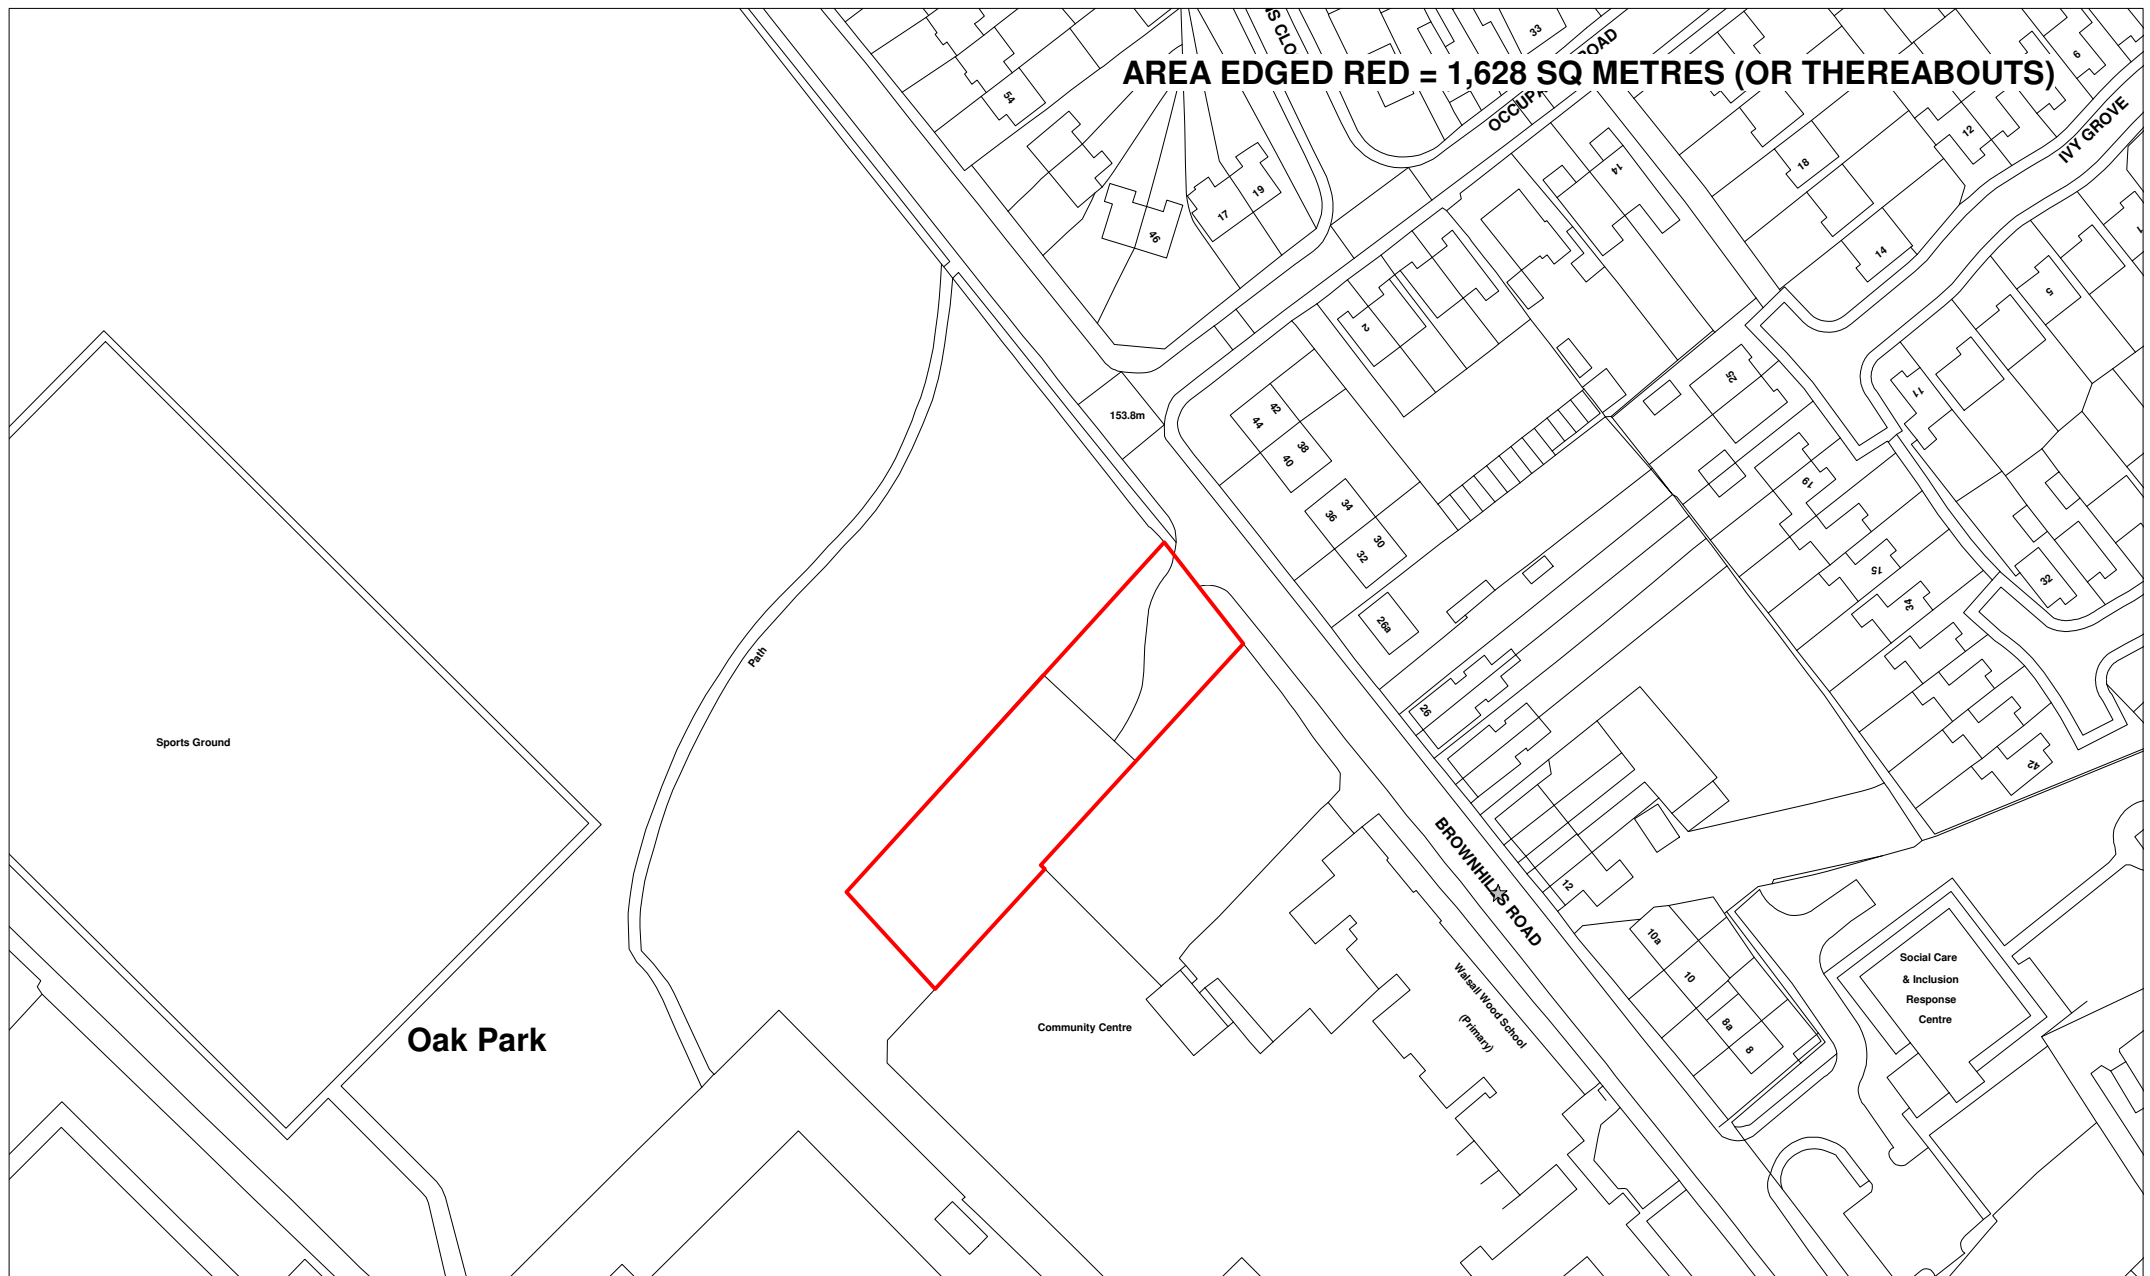 AREA EDGED RED = 1,628 SQ METRES (OR THEREABOUTS)
33
6
54
12
IVY GROVE
18
14
17
19
46
14
2
5
25
11
153.8m
42
44
38
40
19
34
36
30
32
15
34
32
26a
Path
26
Sports Ground
42
BROWNHILLS ROAD
12
10a
10
8a
8
Social Care
& Inclusion
Response
Centre
Walsall Wood School
(Primary)
Community Centre
Oak Park